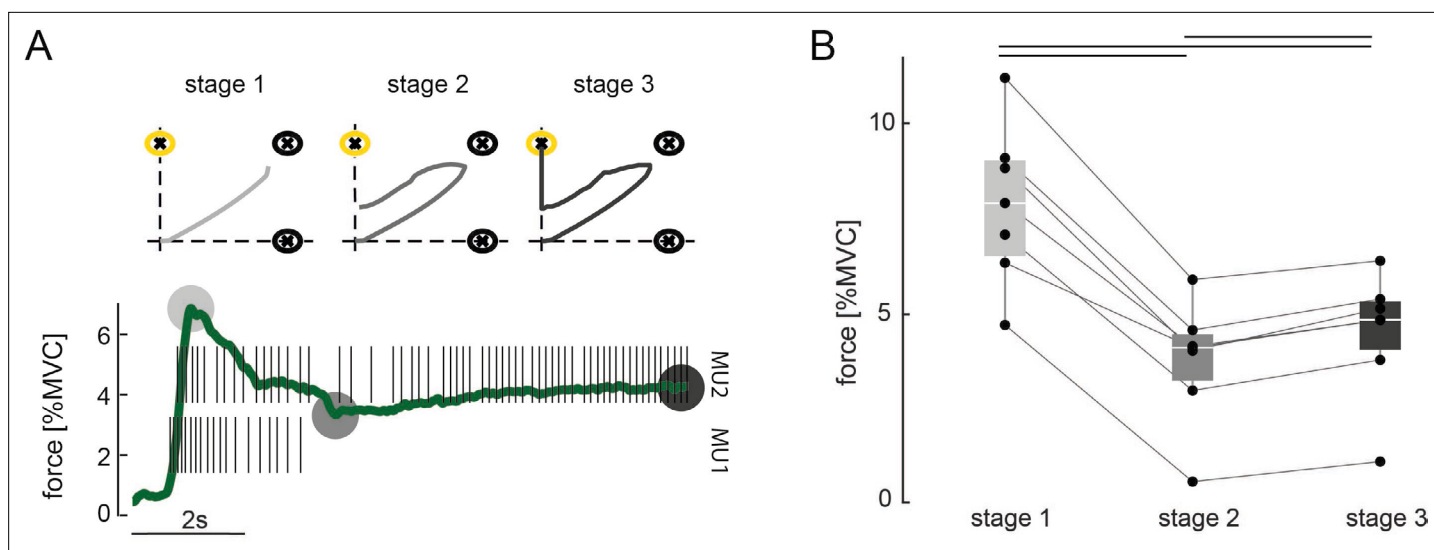 A
stage 1
stage 2
stage 3
force [%MVC]
6
4
2
0
MU2
MU1
2s
B
force [%MVC]
10
5
0
stage 1
stage 2
stage 3